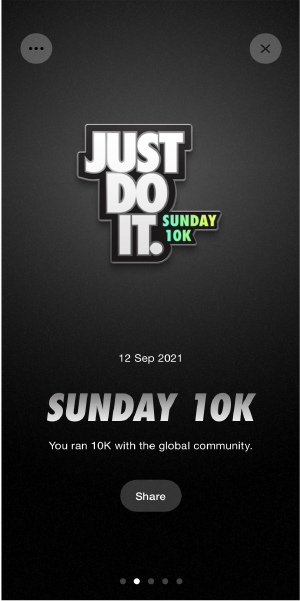 JUST
DO
IT.
SUNDAY
10K
12 Sep 2021
SUNDAY 10K
You ran 10K with the global community.
Share